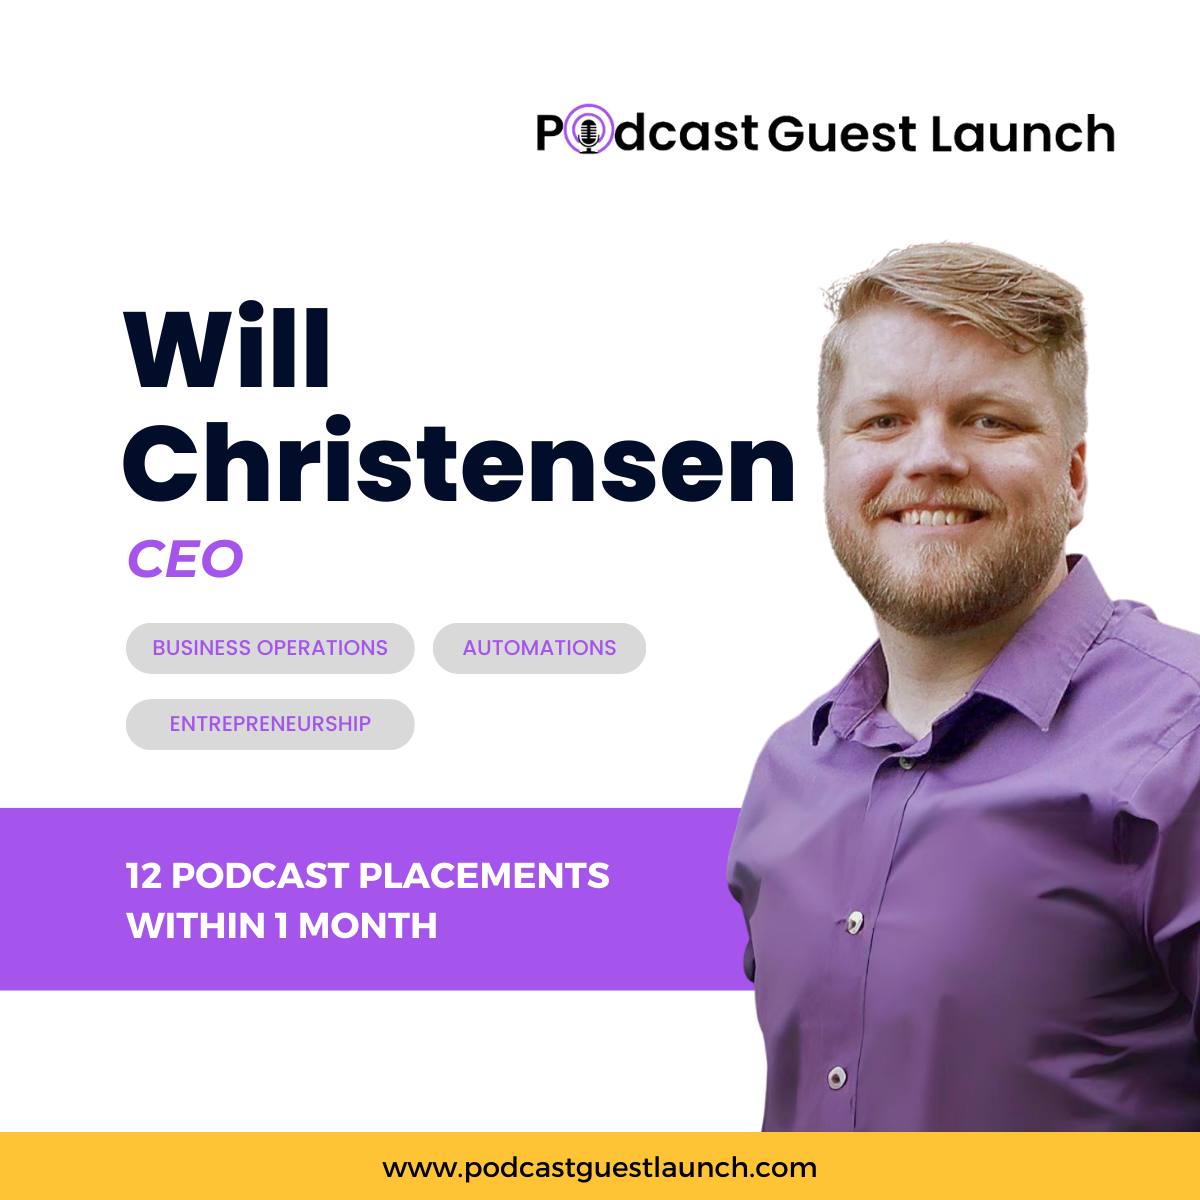 Podcast Guest Launch
Will
Christensen
CEO
BUSINESS OPERATIONS
AUTOMATIONS
ENTREPRENEURSHIP
12 PODCAST PLACEMENTS
WITHIN 1 MONTH
www.podcastguestlaunch.com